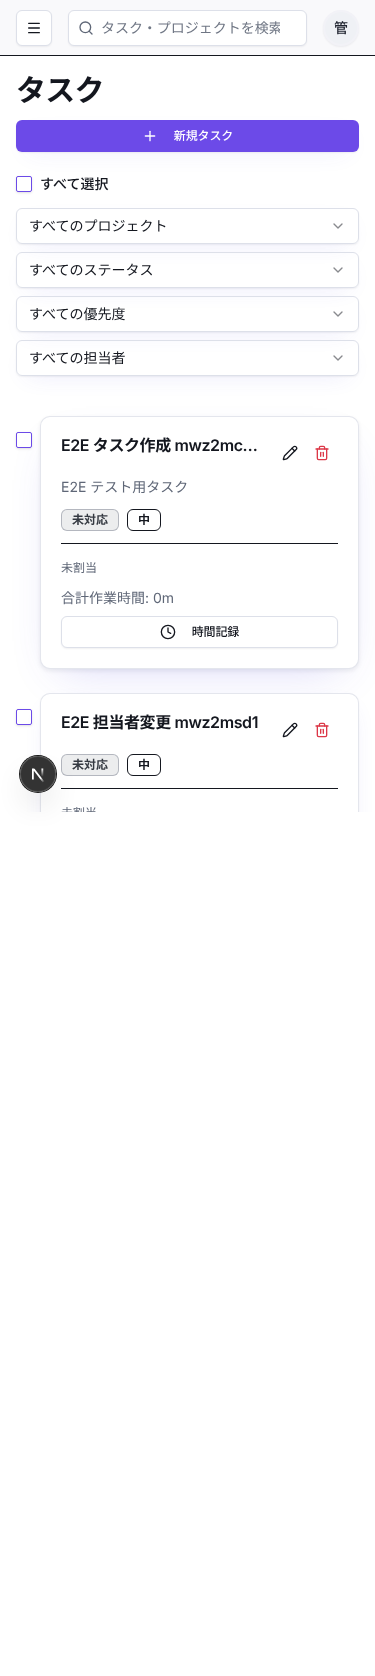 タスク・プロジェクトを検索
管
タスク
新規タスク
すべて選択
すべてのプロジェクト
すべてのステータス
すべての優先度
すべての担当者
E2E タスク作成 mwz2mc...
E2E テスト用タスク
未対応 中
未割当
合計作業時間: 0m
時間記録
E2E 担当者変更 mwz2msd1
未対応 中
N
未割当